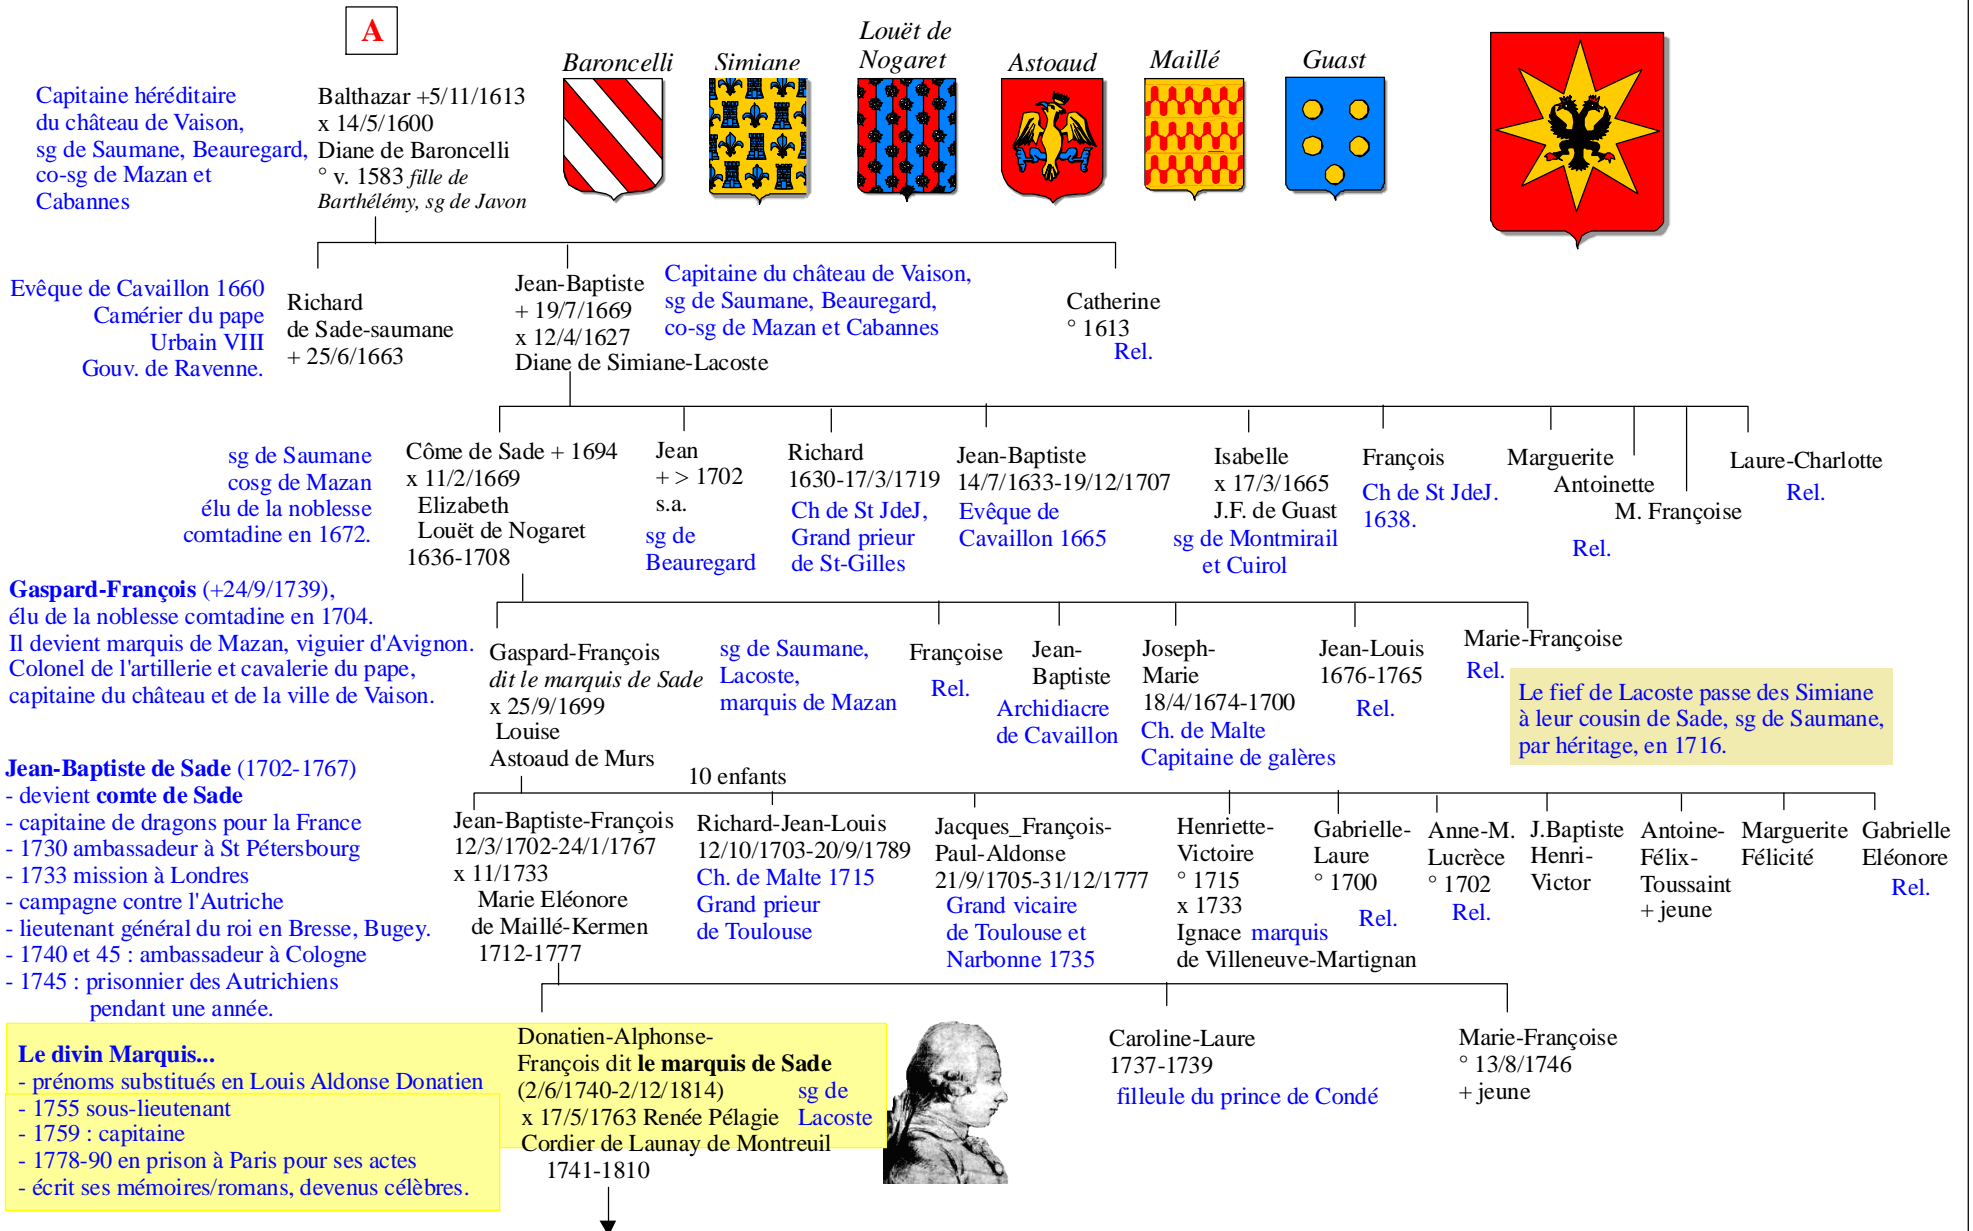 A
Baroncelli
Simiane
Louët de
Nogaret
Astoaud
Maillé
Guast
Capitaine héréditaire
du château de Vaison,
sg de Saumane, Beauregard,
co-sg de Mazan et
Cabannes
Balthazar +5/11/1613
x 14/5/1600
Diane de Baroncelli
° v. 1583 fille de
Barthélémy, sg de Javon
Evêque de Cavaillon 1660
Camérier du pape
Urbain VIII
Gouv. de Ravenne.
Richard
de Sade-saumane
+ 25/6/1663
Jean-Baptiste
+ 19/7/1669
x 12/4/1627
Diane de Simiane-Lacoste
Capitaine du château de Vaison,
sg de Saumane, Beauregard,
co-sg de Mazan et Cabannes
Catherine
° 1613
Rel.
sg de Saumane
cosg de Mazan
élu de la noblesse
comtadine en 1672.
Côme de Sade + 1694
x 11/2/1669
Elizabeth
Louët de Nogaret
1636-1708
Jean
+ > 1702
s.a.
sg de
Beauregard
Richard
1630-17/3/1719
Ch de St JdeJ,
Grand prieur
de St-Gilles
Jean-Baptiste
14/7/1633-19/12/1707
Evêque de
Cavaillon 1665
Isabelle
x 17/3/1665
J.F. de Guast
sg de Montmirail
et Cuirol
François
Ch de St JdeJ.
1638.
Marguerite
Antoinette
M. Françoise
Rel.
Laure-Charlotte
Rel.
Gaspard-François (+24/9/1739),
élu de la noblesse comtadine en 1704.
Il devient marquis de Mazan, viguier d'Avignon.
Colonel de l'artillerie et cavalerie du pape,
capitaine du château et de la ville de Vaison.
Gaspard-François
dit le marquis de Sade
x 25/9/1699
Louise
Astoaud de Murs
sg de Saumane,
Lacoste,
marquis de Mazan
Françoise
Rel.
Jean-
Baptiste
Archidiacre
de Cavaillon
Joseph-
Marie
18/4/1674-1700
Ch. de Malte
Capitaine de galères
Jean-Louis
1676-1765
Rel.
Marie-Françoise
Rel.
Le fief de Lacoste passe des Simiane
à leur cousin de Sade, sg de Saumane,
par héritage, en 1716.
Jean-Baptiste de Sade (1702-1767)
- devient comte de Sade
- capitaine de dragons pour la France
- 1730 ambassadeur à St Pétersbourg
- 1733 mission à Londres
- campagne contre l'Autriche
- lieutenant général du roi en Bresse, Bugey.
- 1740 et 45 : ambassadeur à Cologne
- 1745 : prisonnier des Autrichiens
pendant une année.
10 enfants
Jean-Baptiste-François
12/3/1702-24/1/1767
x 11/1733
Marie Eléonore
de Maillé-Kermen
1712-1777
Richard-Jean-Louis
12/10/1703-20/9/1789
Ch. de Malte 1715
Grand prieur
de Toulouse
Jacques_François-
Paul-Aldonse
21/9/1705-31/12/1777
Grand vicaire
de Toulouse et
Narbonne 1735
Henriette-
Victoire
° 1715
x 1733
Ignace marquis
de Villeneuve-Martignan
Gabrielle-
Laure
° 1700
Rel.
Anne-M.
Lucrèce
° 1702
Rel.
J.Baptiste
Henri-
Victor
Antoine-
Félix-
Toussaint
+ jeune
Marguerite
Félicité
Gabrielle
Eléonore
Rel.
Le divin Marquis...
- prénoms substitués en Louis Aldonse Donatien
- 1755 sous-lieutenant
- 1759 : capitaine
- 1778-90 en prison à Paris pour ses actes
- écrit ses mémoires/romans, devenus célèbres.
Donatien-Alphonse-
François dit le marquis de Sade
(2/6/1740-2/12/1814)
x 17/5/1763 Renée Pélagie
Cordier de Launay de Montreuil
1741-1810
sg de
Lacoste
Caroline-Laure
1737-1739
filleule du prince de Condé
Marie-Françoise
° 13/8/1746
+ jeune